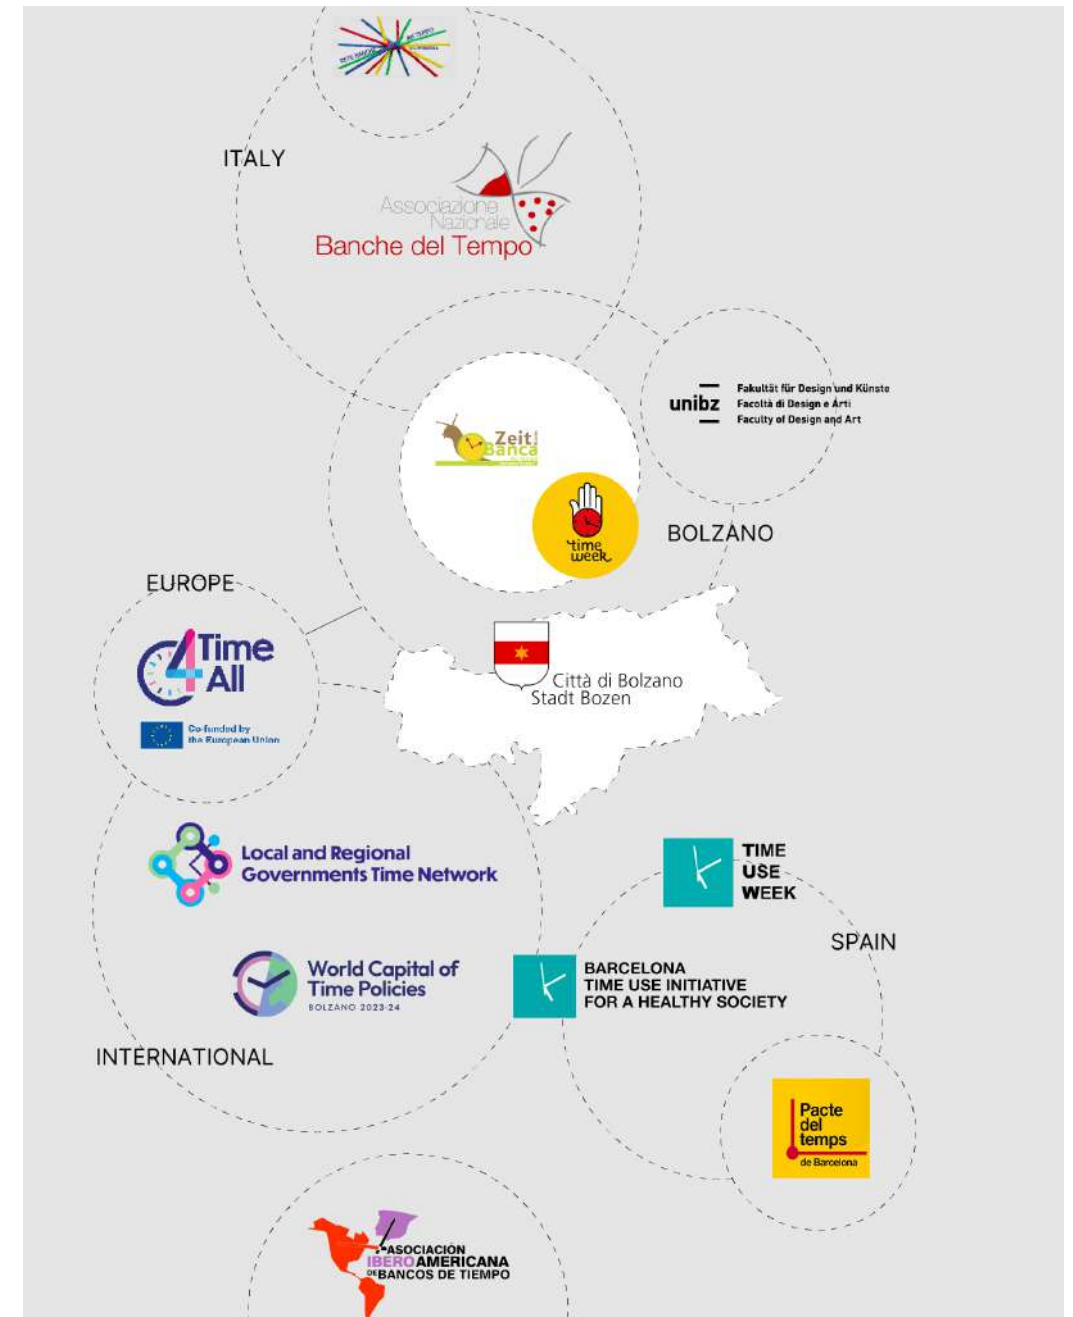 RETE BANCHE
DEL TEMPO
ITALY
Associazione
Nazionale
Banche del Tempo
unibz
Fakultät für Design und Künste
Facoltà di Design e Arti
Faculty of Design and Art
Zeit
Banca
time
week
BOLZANO
EUROPE
4
Time
All
Co-funded by
the European Union
Città di Bolzano
Stadt Bozen
Local and Regional
Governments Time Network
TIME
USE
WEEK
SPAIN
World Capital of
Time Policies
BOLZANO 2023-24
BARCELONA
TIME USE INITIATIVE
FOR A HEALTHY SOCIETY
INTERNATIONAL
Pacte
del
temps
de Barcelona
ASOCIACIÓN
IBEROAMERICANA
DE BANCOS DE TIEMPO